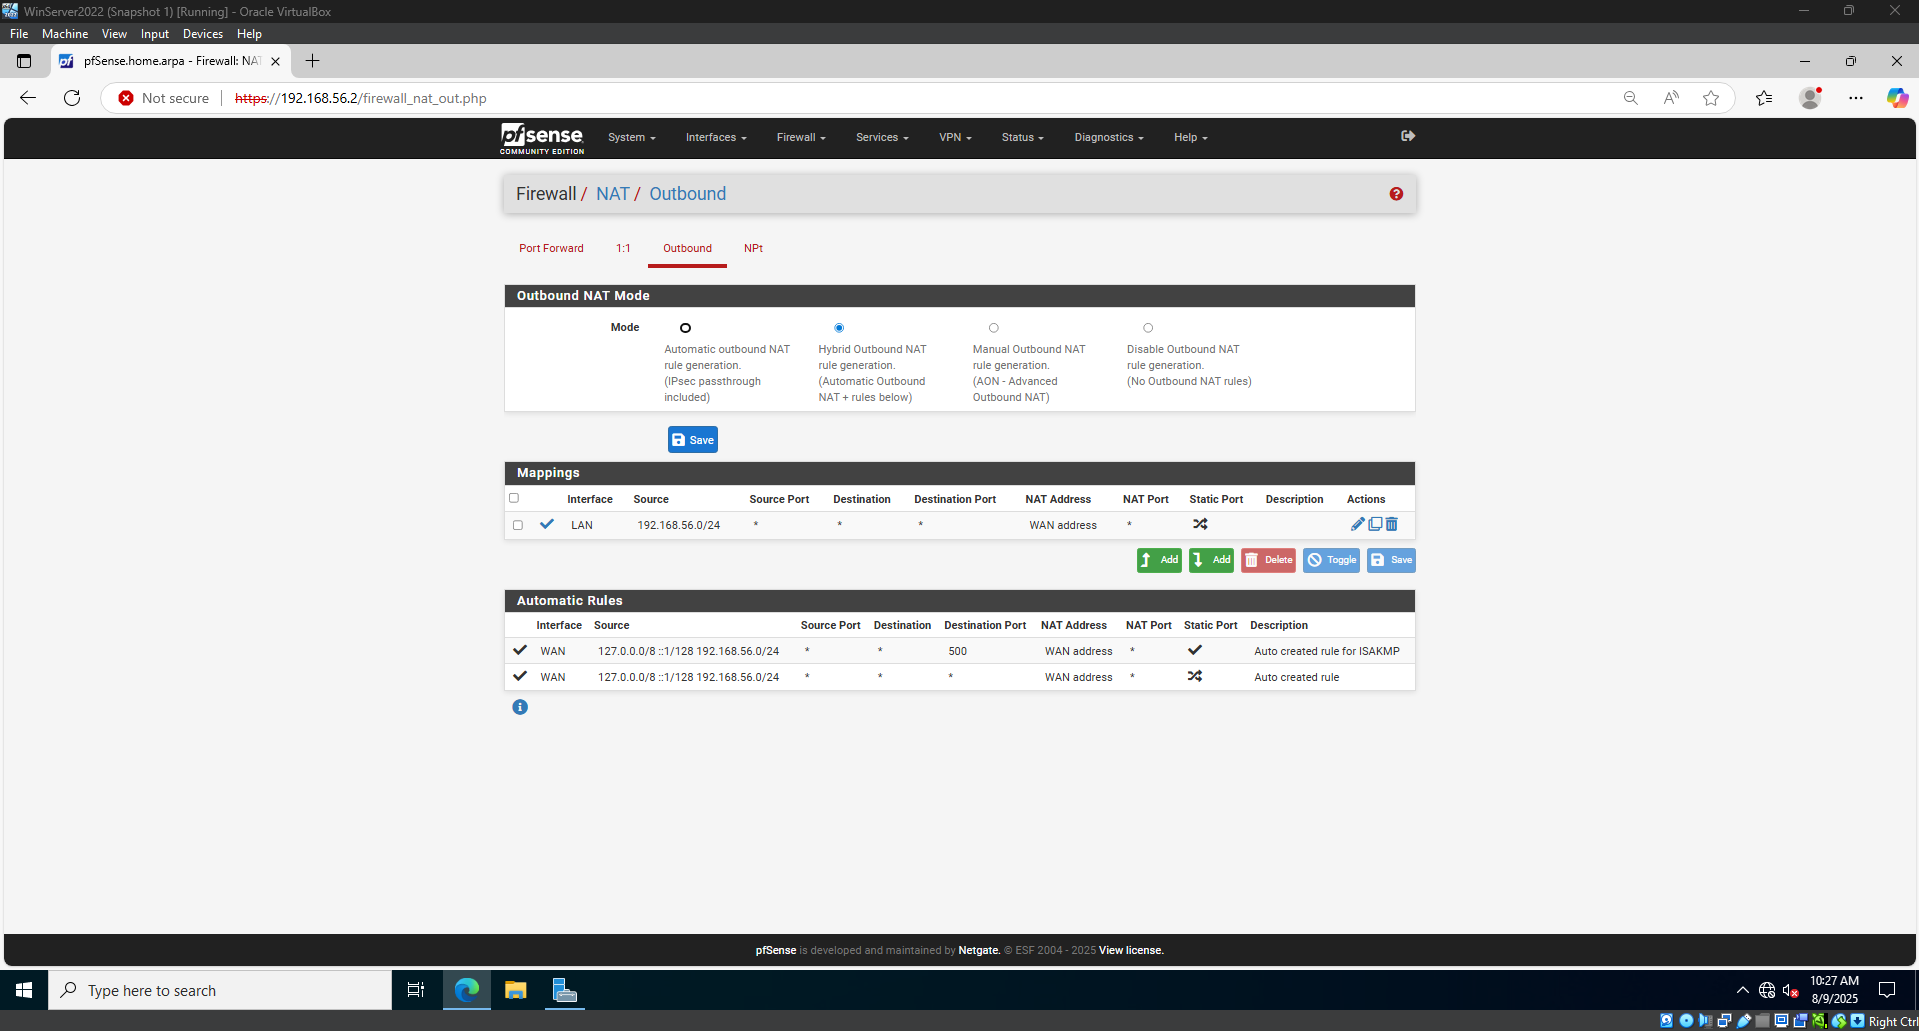 WinServer2022 (Snapshot 1) [Running] - Oracle VirtualBox
File Machine View Input Devices Help
pfSense.home.arpa - Firewall: NAT
Not secure https://192.168.56.2/firewall_nat_out.php
pfsense System Interfaces Firewall Services VPN Status Diagnostics Help
COMMUNITY EDITION
Firewall / NAT / Outbound
Port Forward 1:1 Outbound NPt
Outbound NAT Mode
Mode
Automatic outbound NAT
rule generation.
(IPsec passthrough
included)
Hybrid Outbound NAT
rule generation.
(Automatic Outbound
NAT + rules below)
Manual Outbound NAT
rule generation.
(AON - Advanced
Outbound NAT)
Disable Outbound NAT
rule generation.
(No Outbound NAT rules)
Save
Mappings
Interface Source Source Port Destination Destination Port NAT Address NAT Port Static Port Description Actions
LAN 192.168.56.0/24 * * * WAN address *
Add Add Delete Toggle Save
Automatic Rules
Interface Source Source Port Destination Destination Port NAT Address NAT Port Static Port Description
WAN 127.0.0.0/8 ::1/128 192.168.56.0/24 * * 500 WAN address * Auto created rule for ISAKMP
WAN 127.0.0.0/8 ::1/128 192.168.56.0/24 * * * WAN address * Auto created rule
pfSense is developed and maintained by Netgate. © ESF 2004 - 2025 View license.
Type here to search
10:27 AM
8/9/2025
Right Ctrl